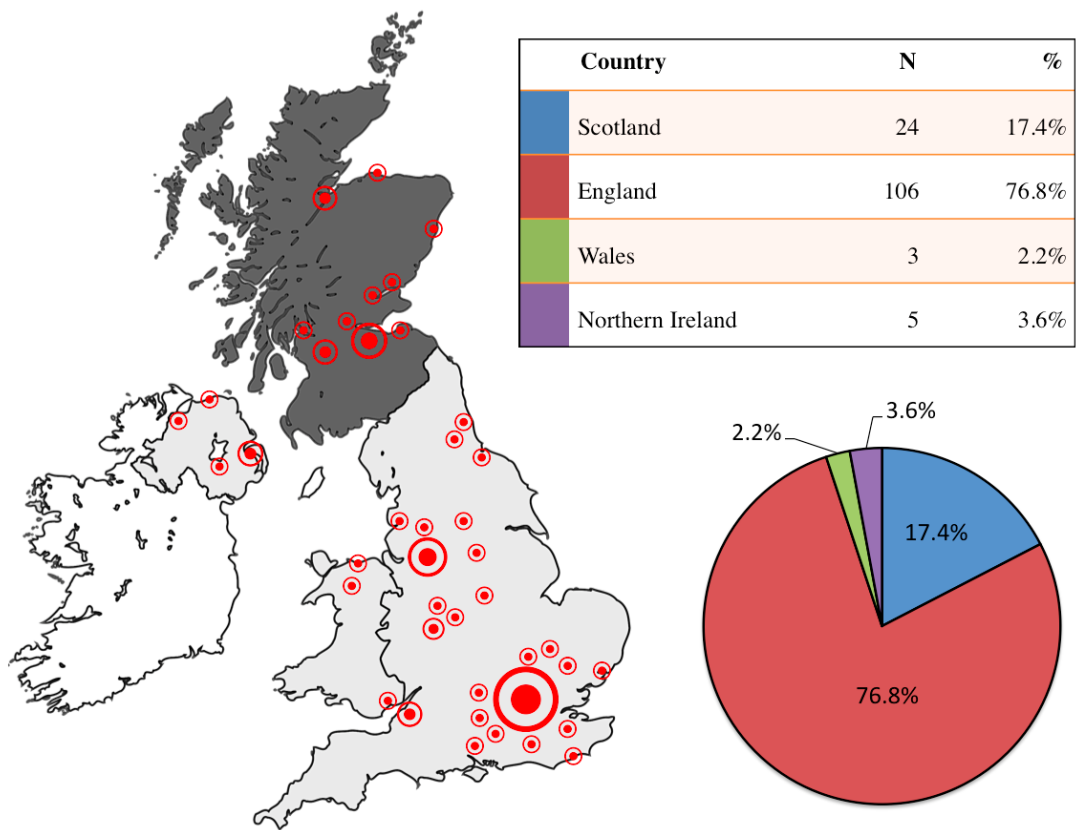 Country N %
Scotland 24 17.4%
England 106 76.8%
Wales 3 2.2%
Northern Ireland 5 3.6%
3.6%
2.2%
17.4%
76.8%